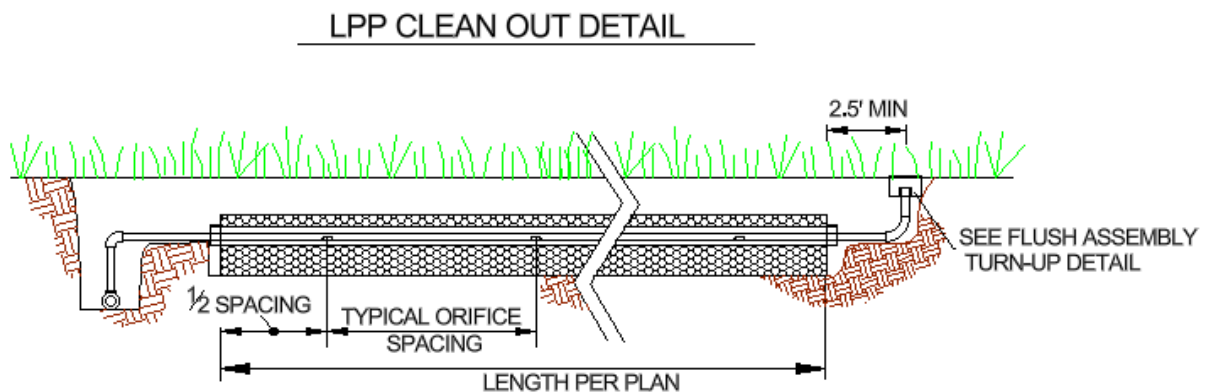 LPP CLEAN OUT DETAIL
2.5' MIN
SEE FLUSH ASSEMBLY
TURN-UP DETAIL
½ SPACING
TYPICAL ORIFICE
SPACING
LENGTH PER PLAN